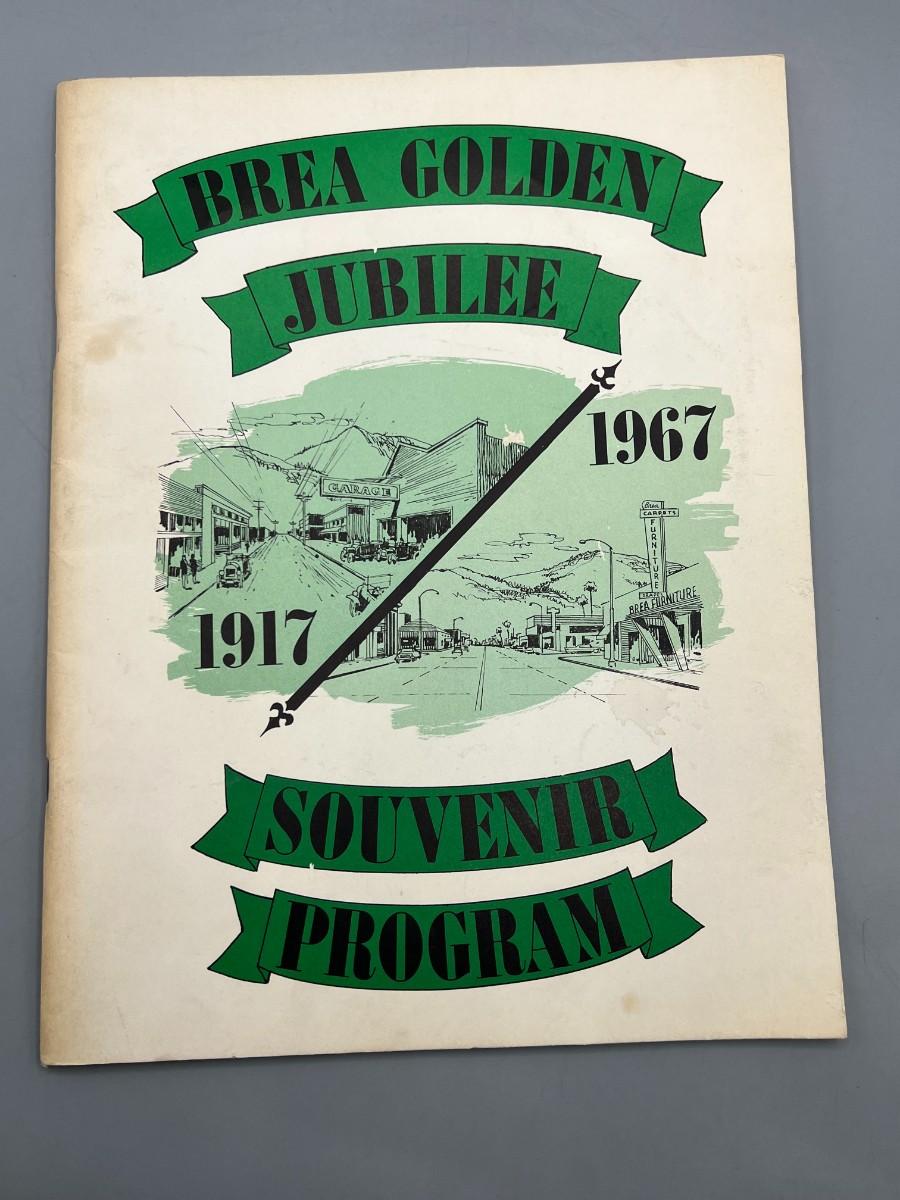 BREA GOLDEN
JUBILEE
1967
GARAGE
Brea
CARPETS
FURNITURE
BREA FURNITURE
1917
SOUVENIR
PROGRAM